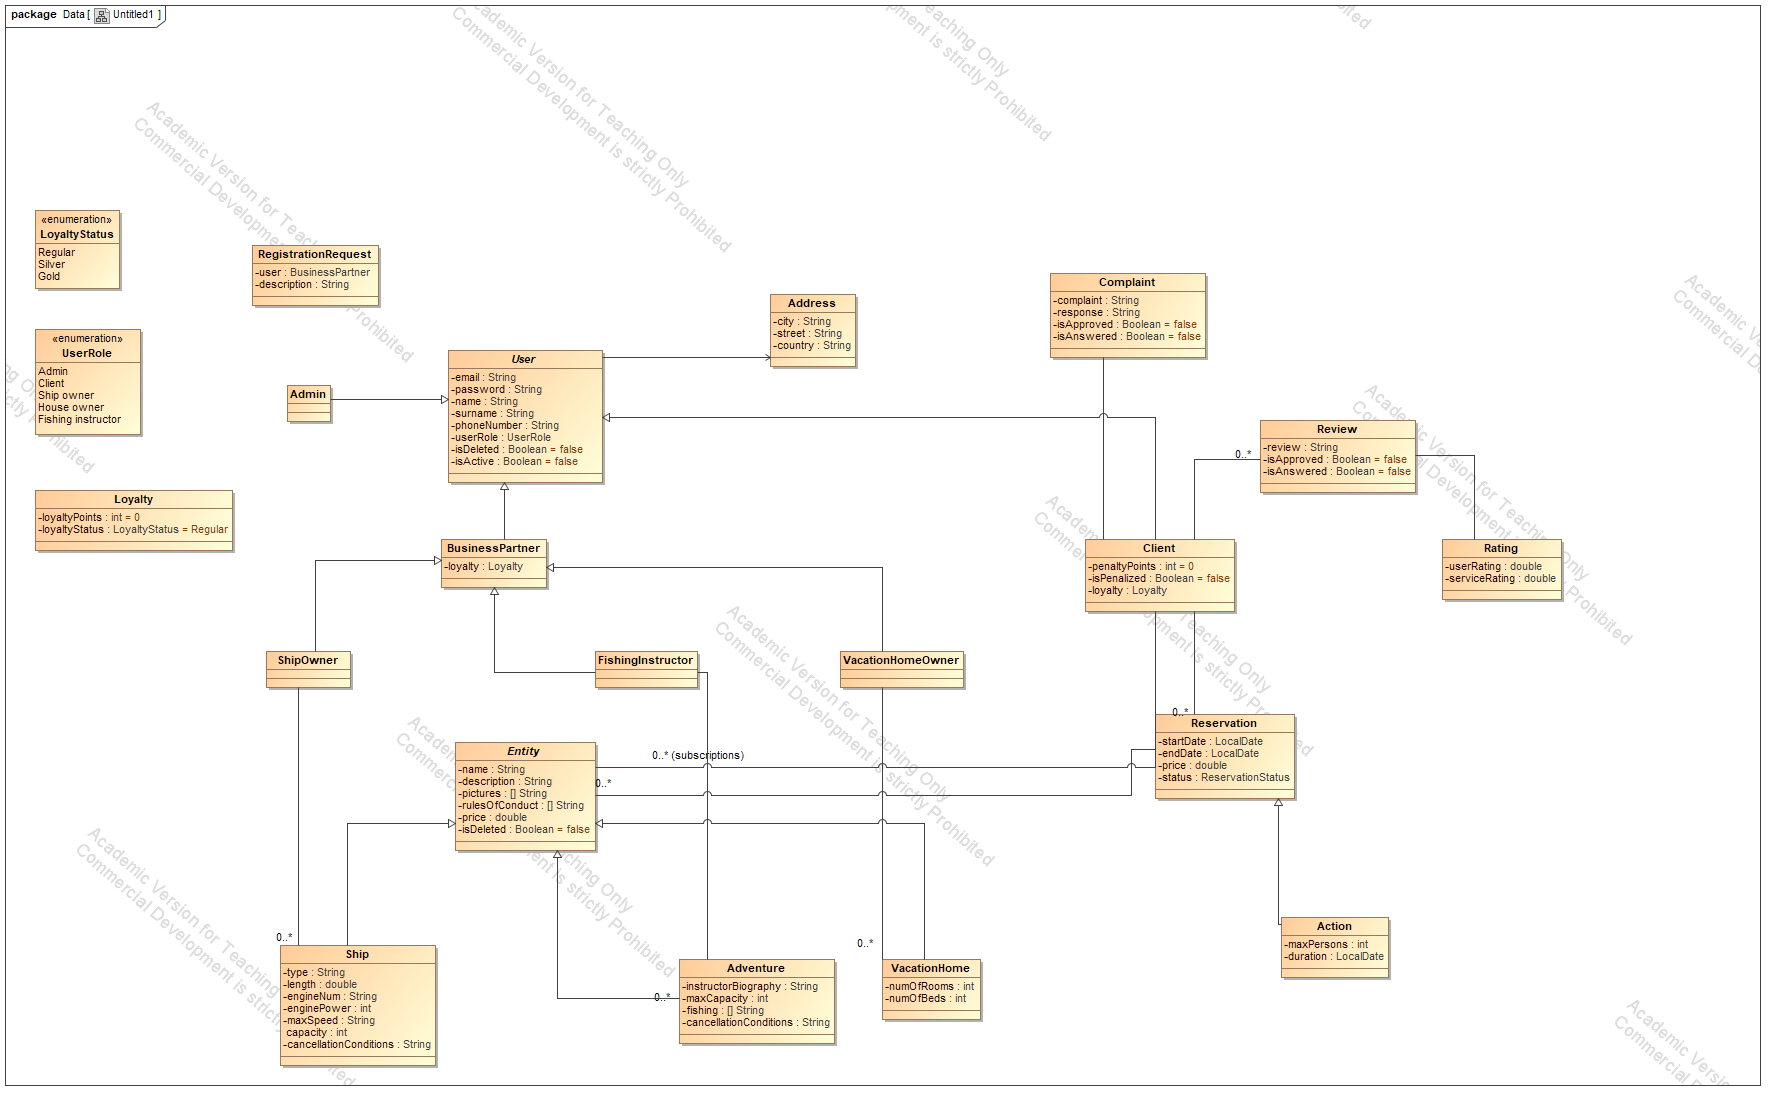 package Data [ Untitled1 ]
«enumeration»
LoyaltyStatus
Regular
Silver
Gold
RegistrationRequest
-user : BusinessPartner
-description : String
«enumeration»
UserRole
Admin
Client
Ship owner
House owner
Fishing instructor
Loyalty
-loyaltyPoints : int = 0
-loyaltyStatus : LoyaltyStatus = Regular
Admin
User
-email : String
-password : String
-name : String
-surname : String
-phoneNumber : String
-userRole : UserRole
-isDeleted : Boolean = false
-isActive : Boolean = false
Address
-city : String
-street : String
-country : String
Complaint
-complaint : String
-response : String
-isApproved : Boolean = false
-isAnswered : Boolean = false
0..*
Review
-review : String
-isApproved : Boolean = false
-isAnswered : Boolean = false
BusinessPartner
-loyalty : Loyalty
Client
-penaltyPoints : int = 0
-isPenalized : Boolean = false
-loyalty : Loyalty
Rating
-userRating : double
-serviceRating : double
ShipOwner
FishingInstructor
VacationHomeOwner
0..*
Reservation
-startDate : LocalDate
-endDate : LocalDate
-price : double
-status : ReservationStatus
Entity
-name : String
-description : String
-pictures : [] String
-rulesOfConduct : [] String
-price : double
-isDeleted : Boolean = false
0..* (subscriptions)
0..*
Action
-maxPersons : int
-duration : LocalDate
0..*
Ship
-type : String
-length : double
-engineNum : String
-enginePower : int
-maxSpeed : String
capacity : int
-cancellationConditions : String
0..*
Adventure
-instructorBiography : String
-maxCapacity : int
-fishing : [] String
-cancellationConditions : String
0..*
VacationHome
-numOfRooms : int
-numOfBeds : int
Academic Version for Teaching Only
Commercial Development is strictly Prohibited